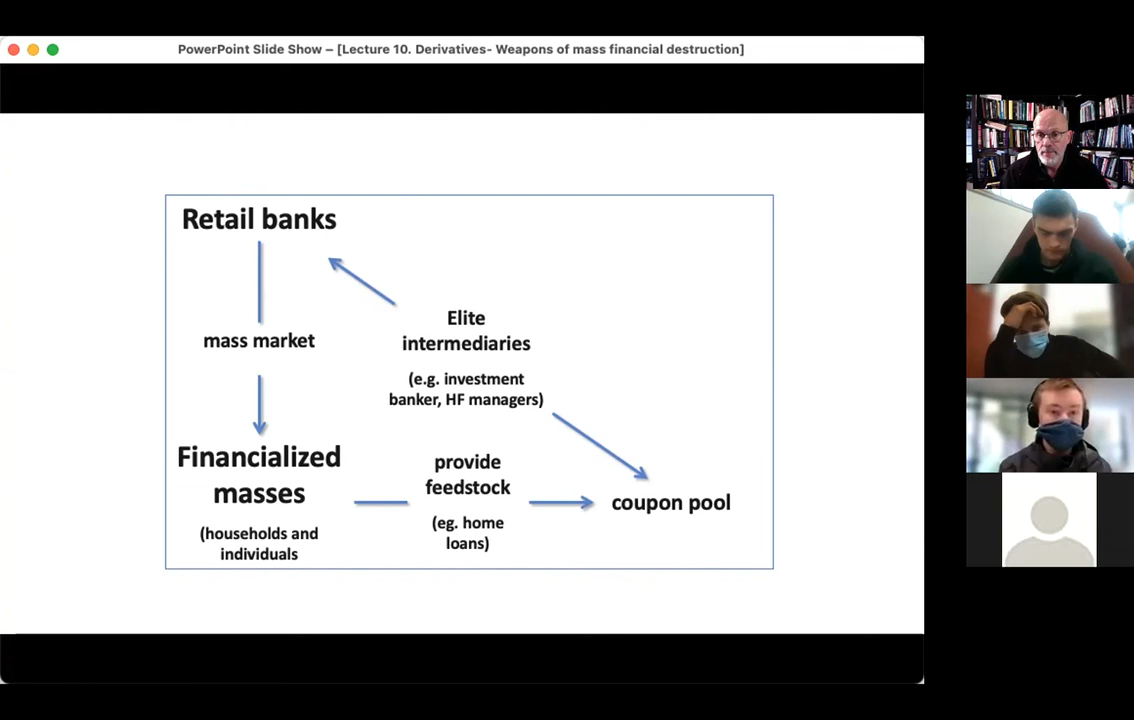 PowerPoint Slide Show – [Lecture 10. Derivatives- Weapons of mass financial destruction]
Retail banks
mass market
Elite
intermediaries
(e.g. investment
banker, HF managers)
Financialized
masses
(households and
individuals
provide
feedstock
(eg. home
loans)
coupon pool